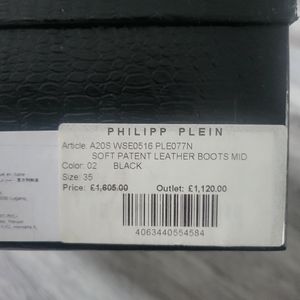 PHILIPP PLEIN
Article: A20S WSE0516 PLE077N
SOFT PATENT LEATHER BOOTS MID
Color: 02 BLACK
Size: 35
Price: £1,605.00 Outlet: £1,120.00
4063440554584